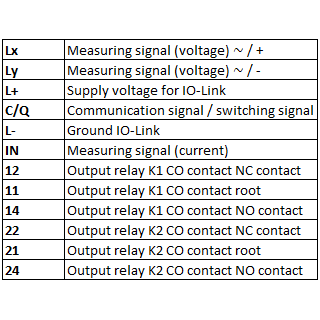 Lx Measuring signal (voltage) ~ / +
Ly Measuring signal (voltage) ~ / -
L+ Supply voltage for IO-Link
C/Q Communication signal / switching signal
L- Ground IO-Link
IN Measuring signal (current)
12 Output relay K1 CO contact NC contact
11 Output relay K1 CO contact root
14 Output relay K1 CO contact NO contact
22 Output relay K2 CO contact NC contact
21 Output relay K2 CO contact root
24 Output relay K2 CO contact NO contact